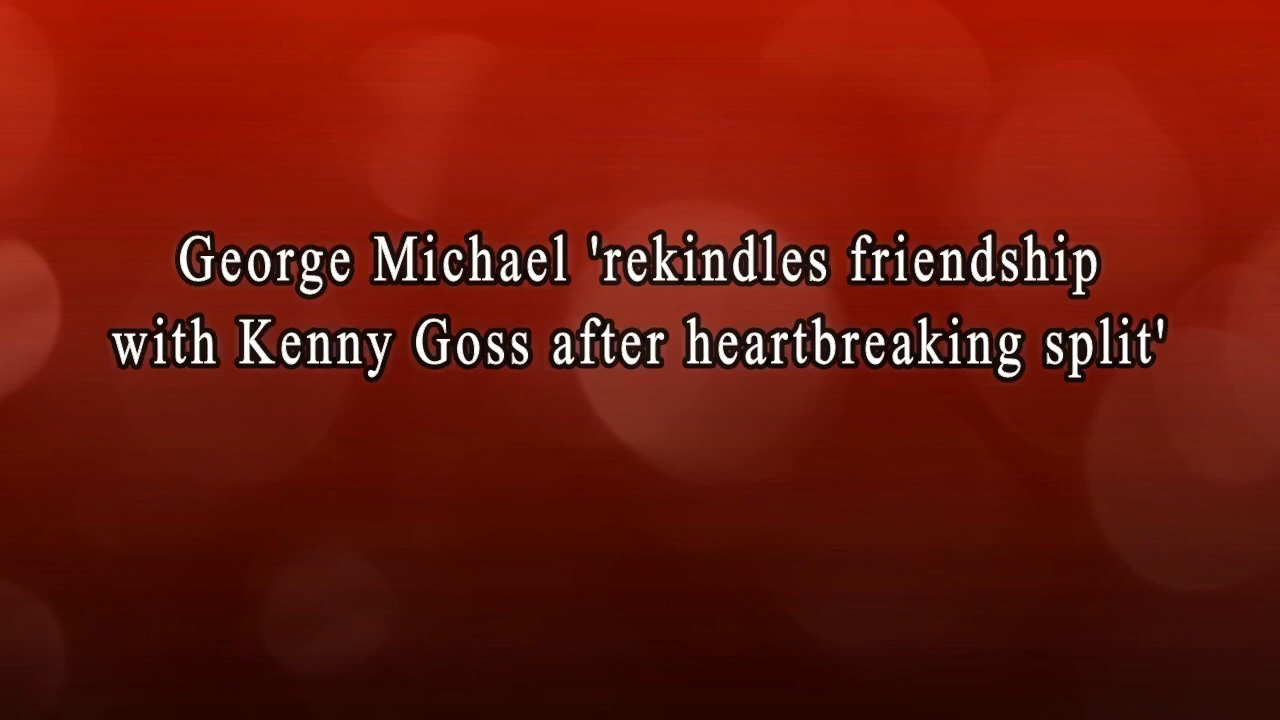 George Michael 'rekindles friendship
with Kenny Goss after heartbreaking split'